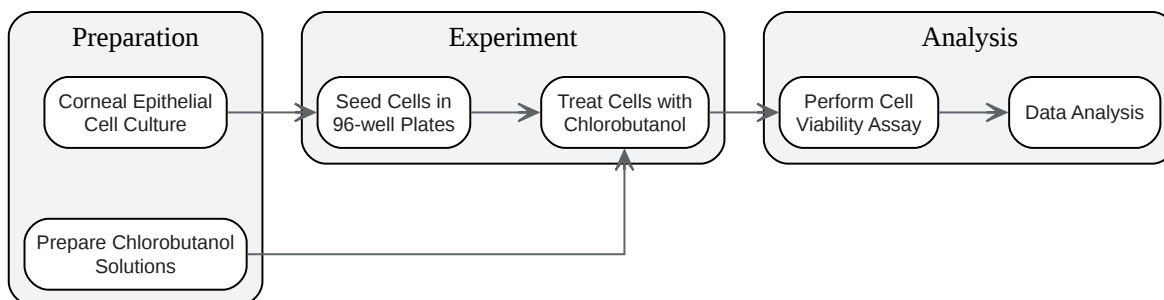 Preparation
Corneal Epithelial
Cell Culture
Prepare Chlorobutanol
Solutions
Experiment
Seed Cells in
96-well Plates
Treat Cells with
Chlorobutanol
Analysis
Perform Cell
Viability Assay
Data Analysis